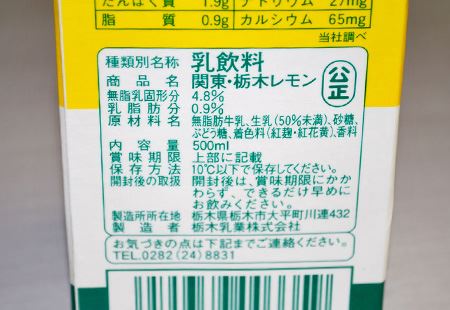 たんぱく質 1.9g ナトリウム 27mg
脂質 0.9g カルシウム 65mg
当社調べ
種類別名称 乳飲料
商品名 関東・栃木レモン
公正
無脂乳固形分 4.8%
乳脂肪分 0.9%
原材料名 無脂肪牛乳、生乳(50%未満)、砂糖、
ぶどう糖、着色料(紅麹・紅花黄)、香料
内容量 500ml
賞味期限 上部に記載
保存方法 10℃以下で保存してください。
開封後の取扱 開封後は、賞味期限にかか
わらず、できるだけ早めに
お飲みください。
製造所所在地 栃木県栃木市大平町川連432
製造者 栃木乳業株式会社
お気づきの点は下記までご連絡ください。
TEL.0282(24)8831